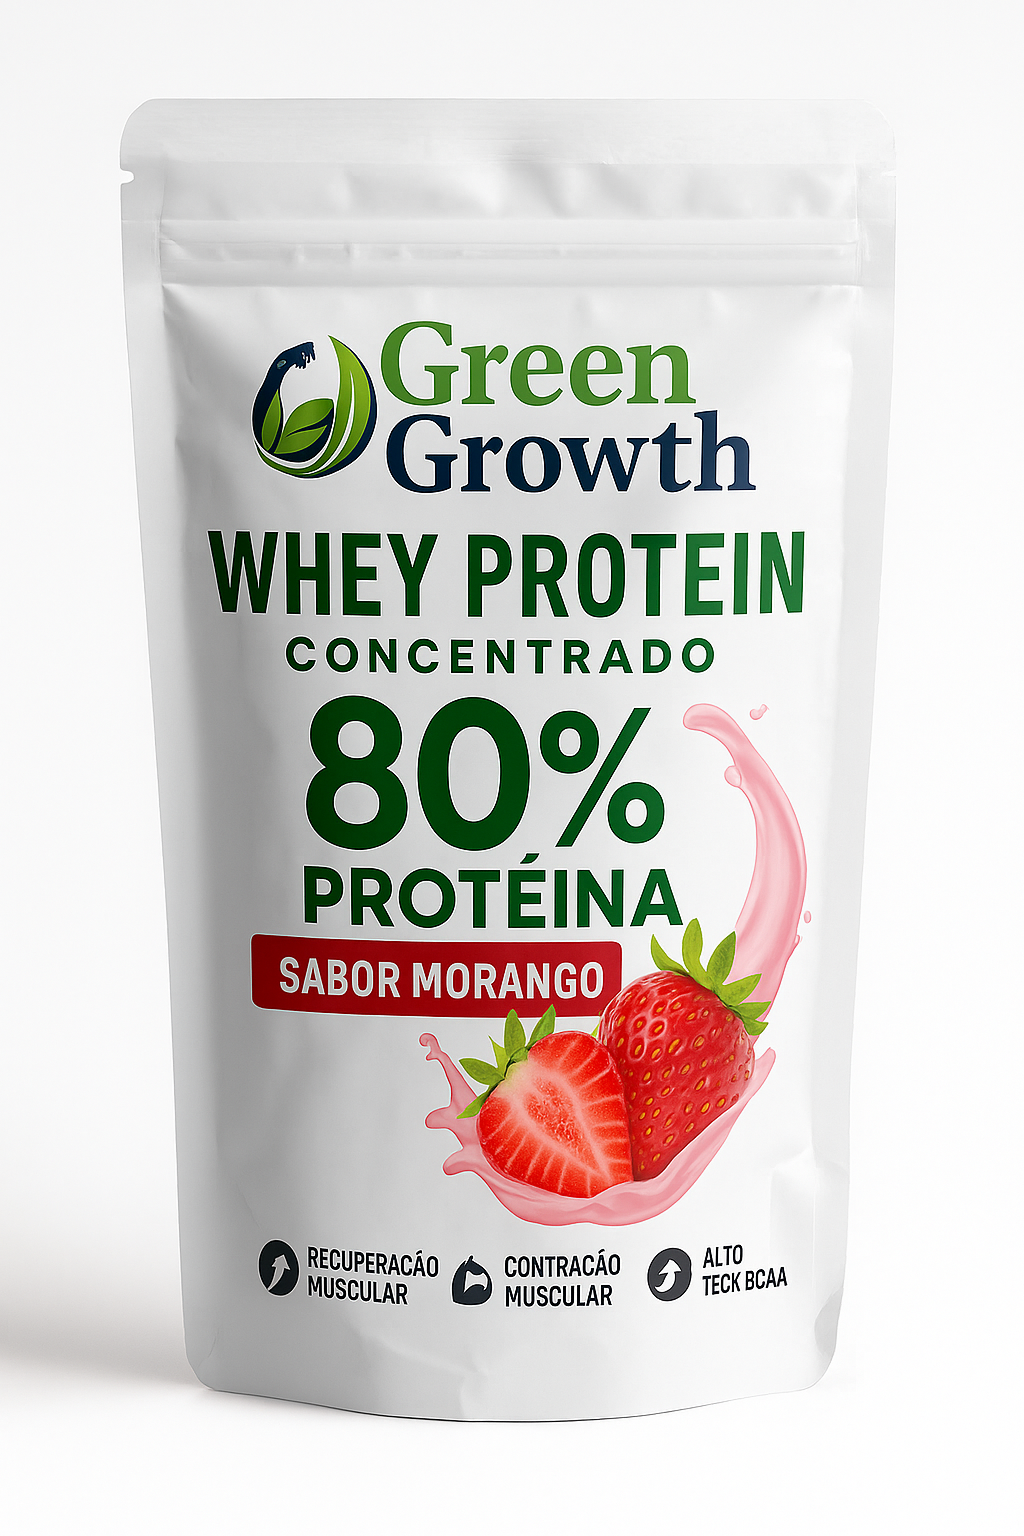 Green
Growth
WHEY PROTEIN
CONCENTRADO
80%
PROTÉINA
SABOR MORANGO
RECUPERACÁO
MUSCULAR
CONTRACÁO
MUSCULAR
ALTO
TECK BCAA